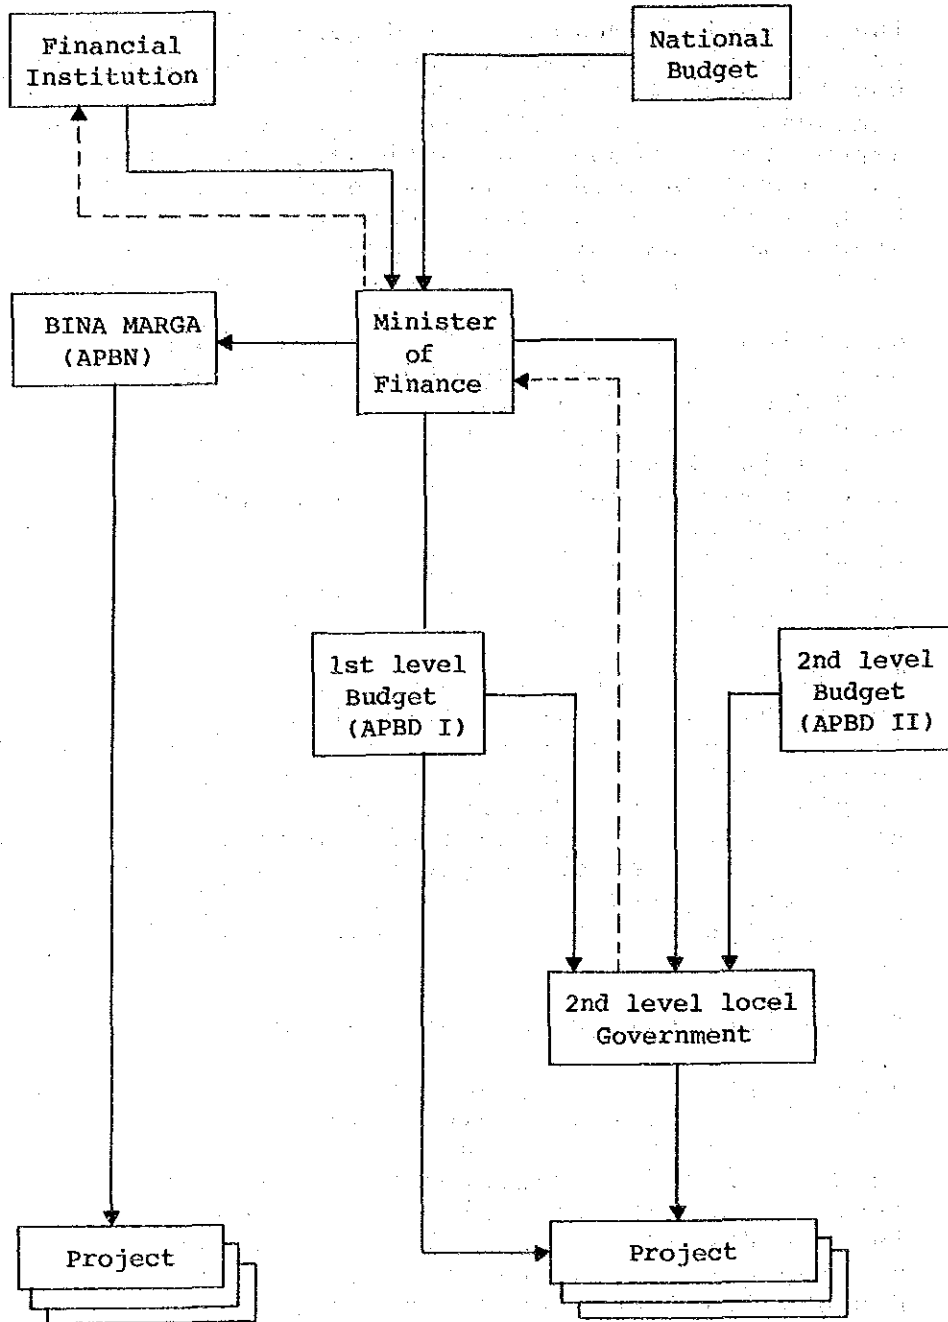 Financial
Institution
National
Budget
BINA MARGA
(APBN)
Minister
of
Finance
1st level
Budget
(APBD I)
2nd level
Budget
(APBD II)
2nd level locel
Government
Project
Project